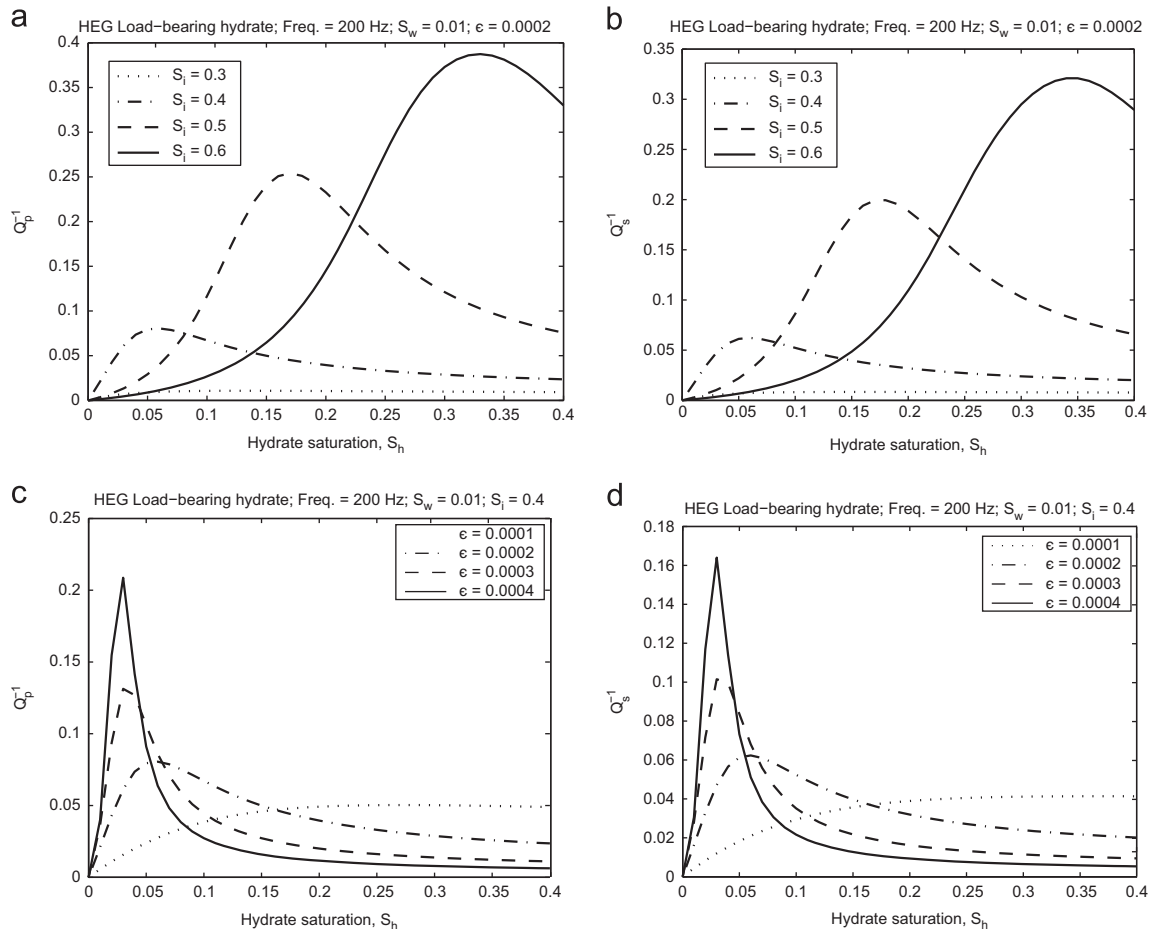 a
HEG Load-bearing hydrate; Freq. = 200 Hz; S_w = 0.01; ϵ = 0.0002
0.4
0.35
0.3
0.25
0.2
0.15
0.1
0.05
0
S_i = 0.3
S_i = 0.4
S_i = 0.5
S_i = 0.6
Q_p^-1
0 0.05 0.1 0.15 0.2 0.25 0.3 0.35 0.4
Hydrate saturation, S_h
b
HEG Load-bearing hydrate; Freq. = 200 Hz; S_w = 0.01; ϵ = 0.0002
0.35
0.3
0.25
0.2
0.15
0.1
0.05
0
S_i = 0.3
S_i = 0.4
S_i = 0.5
S_i = 0.6
Q_s^-1
0 0.05 0.1 0.15 0.2 0.25 0.3 0.35 0.4
Hydrate saturation, S_h
c
HEG Load-bearing hydrate; Freq. = 200 Hz; S_w = 0.01; S_i = 0.4
0.25
0.2
0.15
0.1
0.05
0
ϵ = 0.0001
ϵ = 0.0002
ϵ = 0.0003
ϵ = 0.0004
Q_p^-1
0 0.05 0.1 0.15 0.2 0.25 0.3 0.35 0.4
Hydrate saturation, S_h
d
HEG Load-bearing hydrate; Freq. = 200 Hz; S_w = 0.01; S_i = 0.4
0.18
0.16
0.14
0.12
0.1
0.08
0.06
0.04
0.02
0
ϵ = 0.0001
ϵ = 0.0002
ϵ = 0.0003
ϵ = 0.0004
Q_s^-1
0 0.05 0.1 0.15 0.2 0.25 0.3 0.35 0.4
Hydrate saturation, S_h